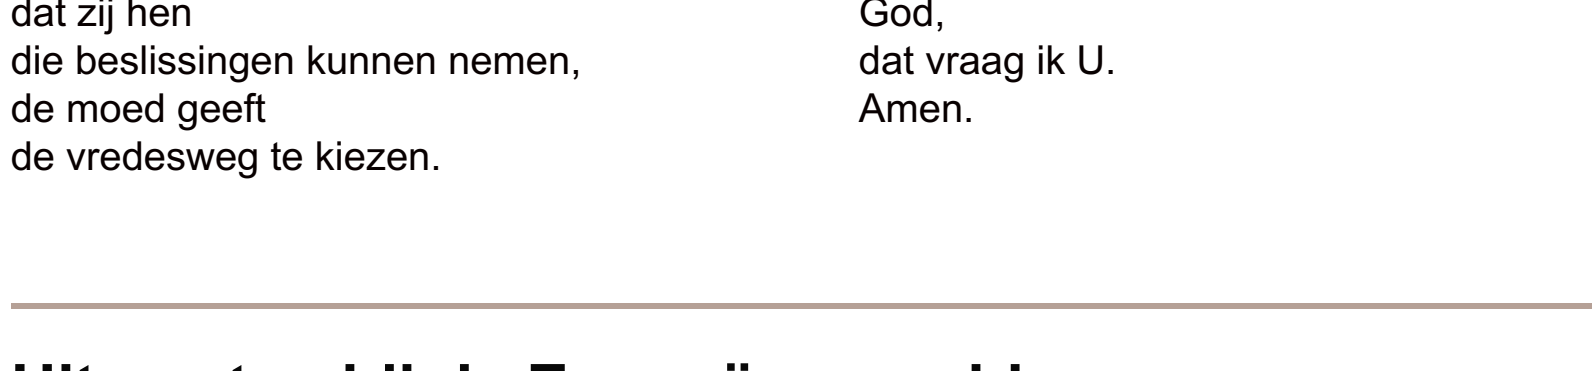 dat zij hen
die beslissingen kunnen nemen,
de moed geeft
de vredesweg te kiezen.
God,
dat vraag ik U.
Amen.